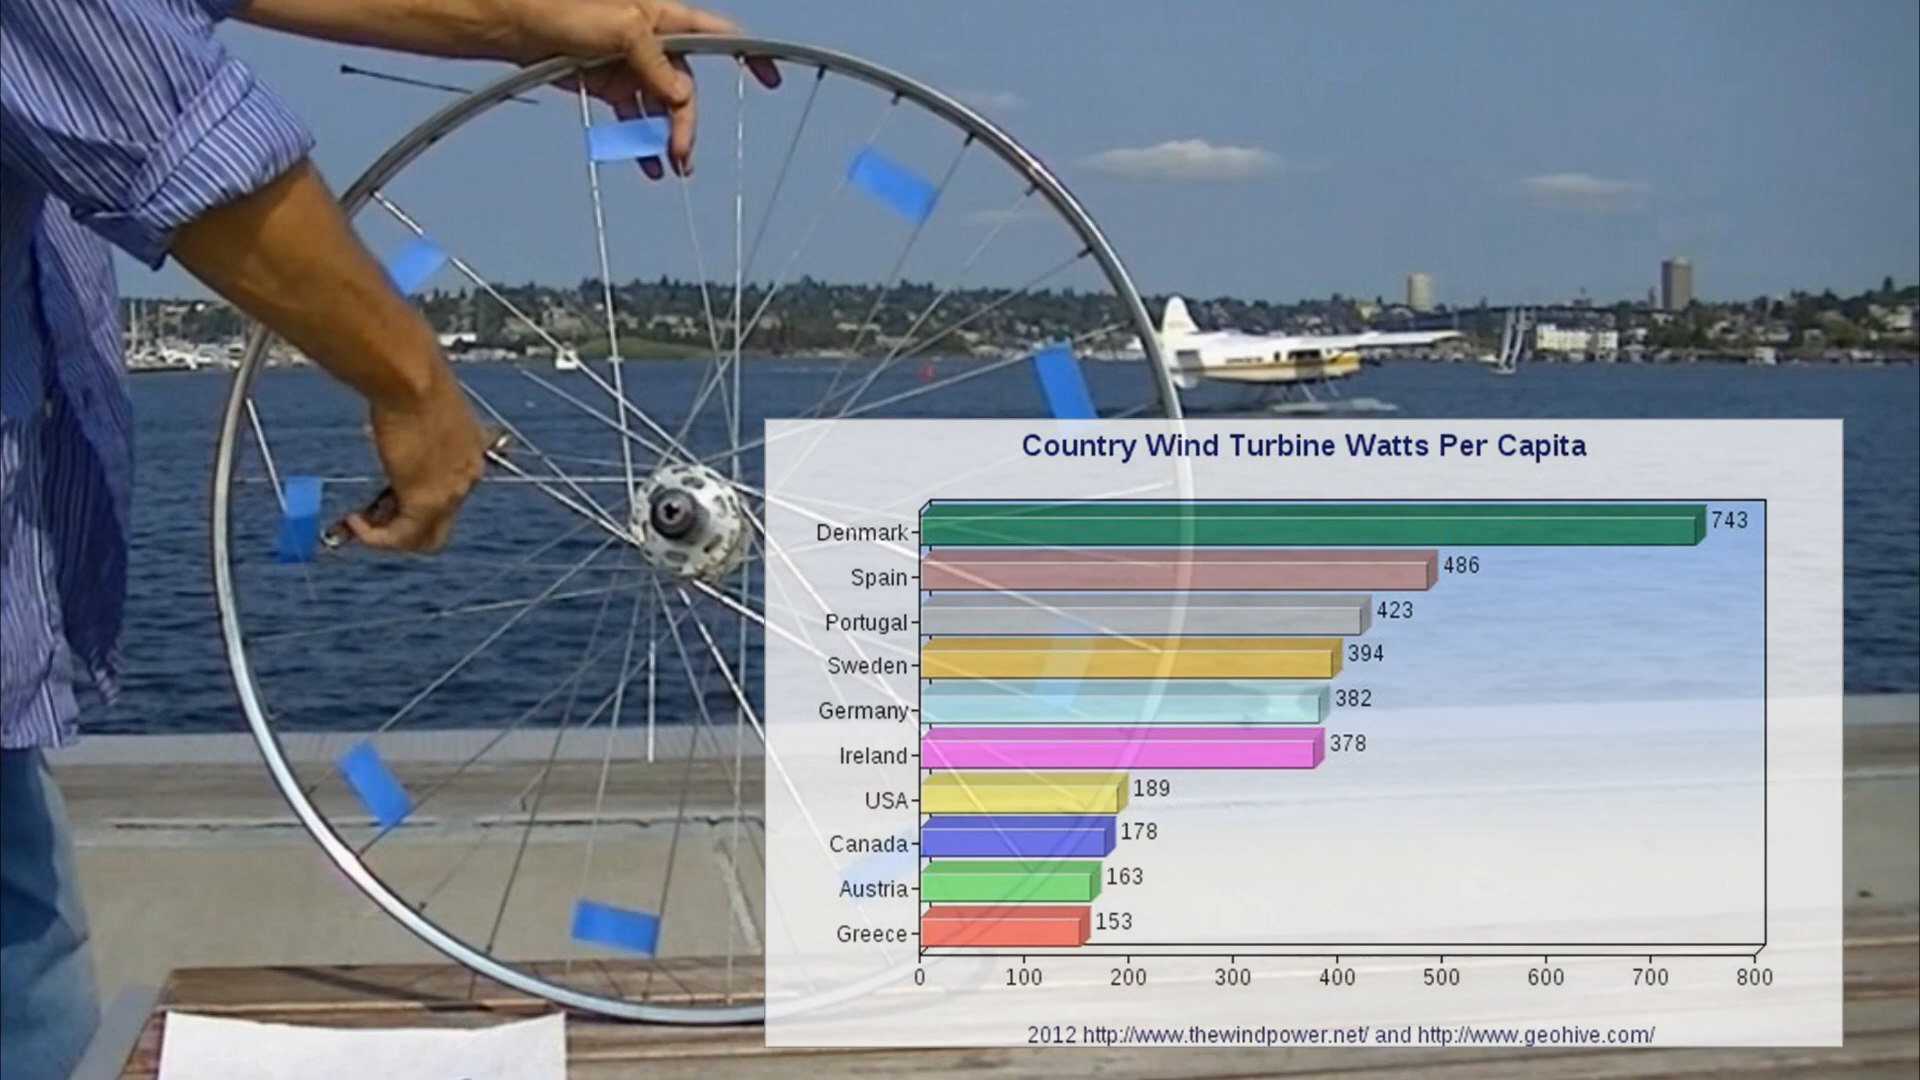 Country Wind Turbine Watts Per Capita
Denmark 743
Spain 486
Portugal 423
Sweden 394
Germany 382
Ireland 378
USA 189
Canada 178
Austria 163
Greece 153
0 100 200 300 400 500 600 700 800
2012 http://www.thewindpower.net/ and http://www.geohive.com/